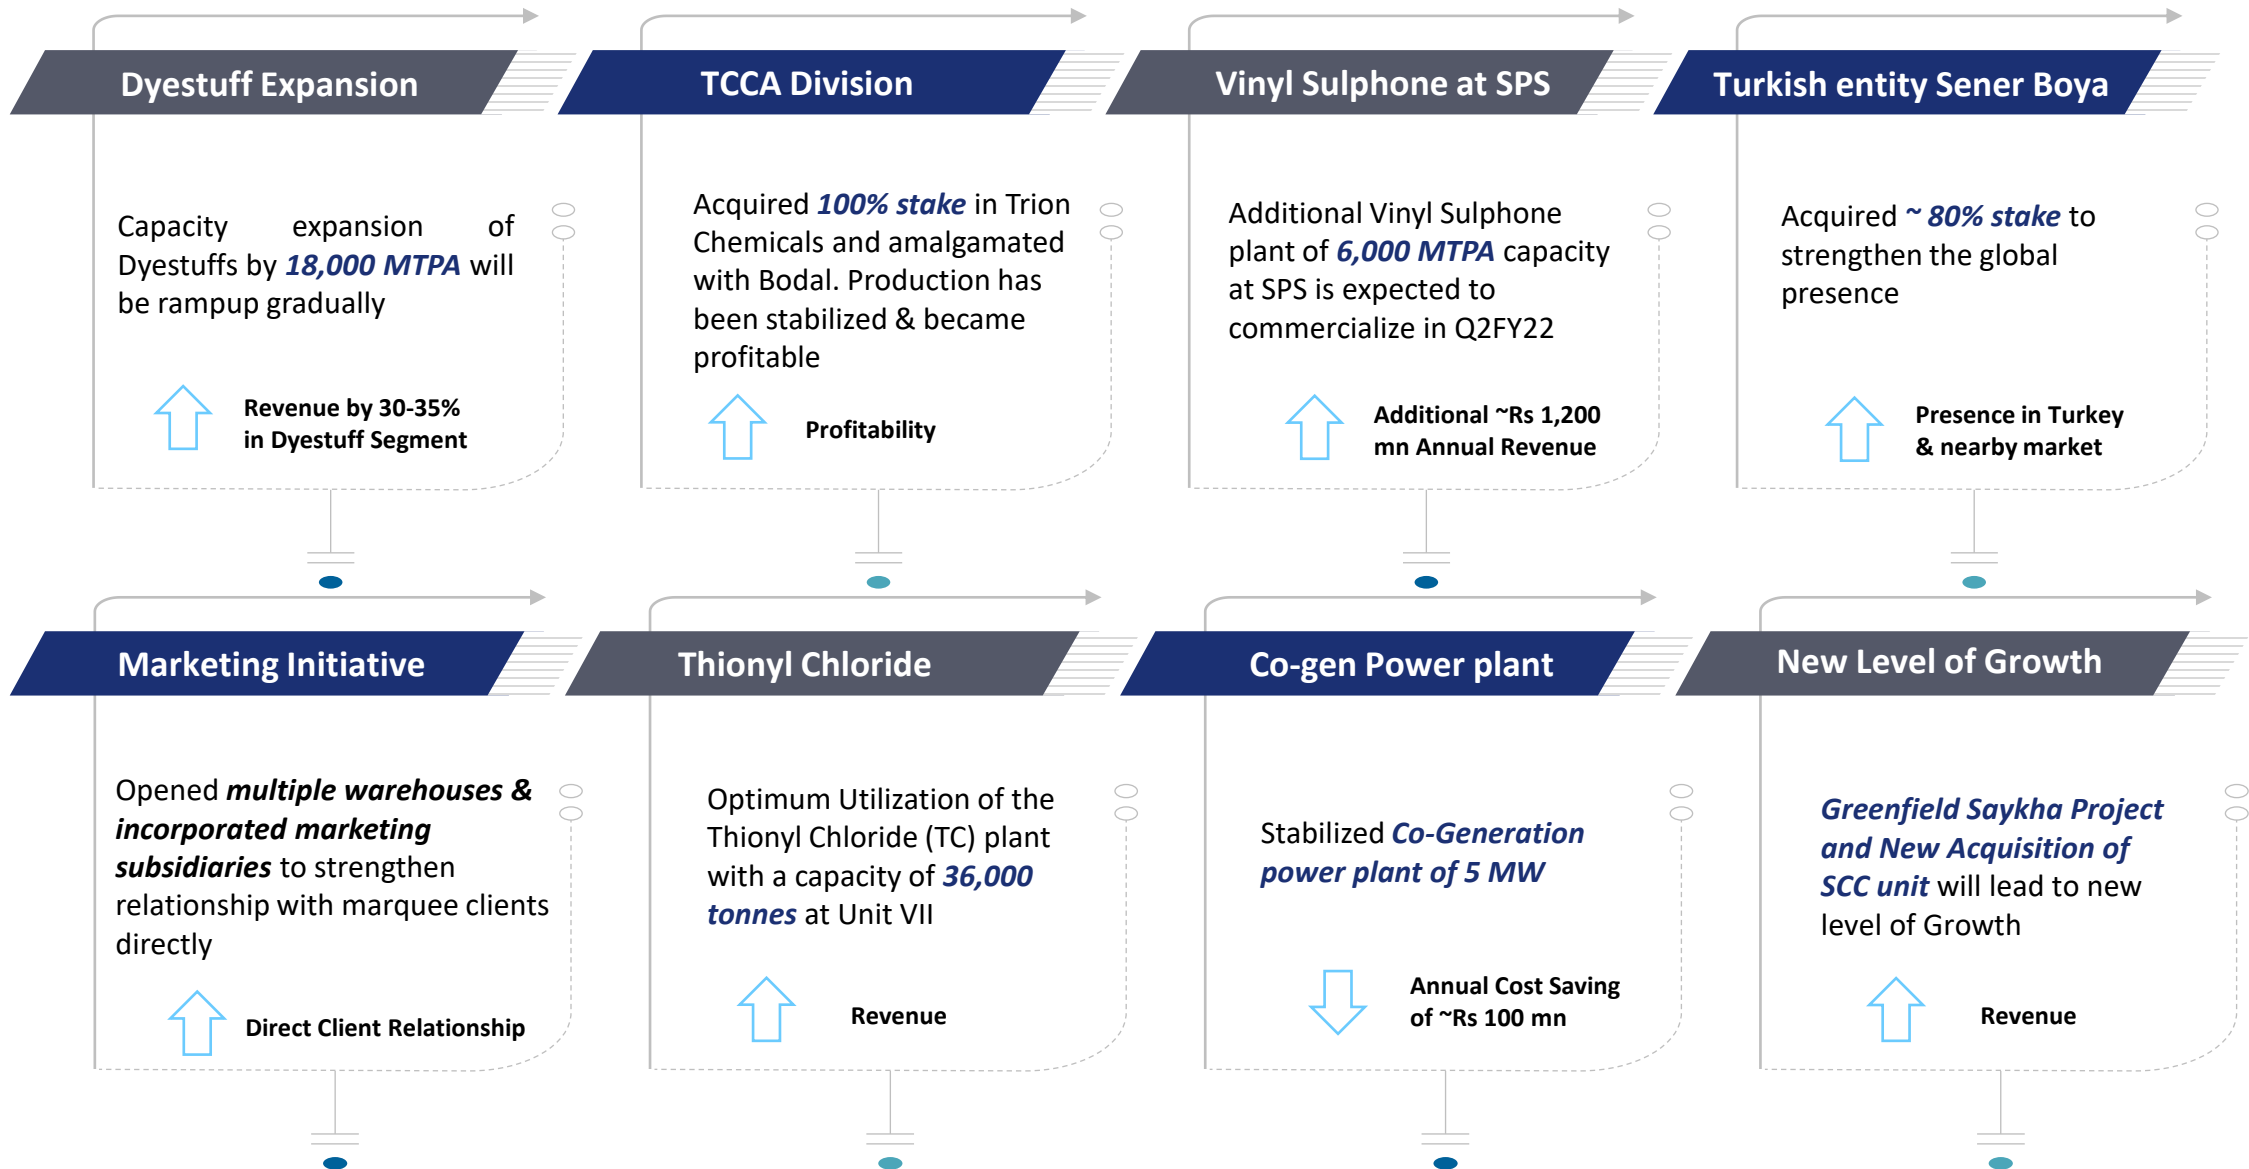 Dyestuff Expansion
Capacity expansion of
Dyestuffs by 18,000 MTPA will
be rampup gradually
Revenue by 30-35%
in Dyestuff Segment
TCCA Division
Acquired 100% stake in Trion
Chemicals and amalgamated
with Bodal. Production has
been stabilized & became
profitable
Profitability
Vinyl Sulphone at SPS
Additional Vinyl Sulphone
plant of 6,000 MTPA capacity
at SPS is expected to
commercialize in Q2FY22
Additional ~Rs 1,200
mn Annual Revenue
Turkish entity Sener Boya
Acquired ~ 80% stake to
strengthen the global
presence
Presence in Turkey
& nearby market
Marketing Initiative
Opened multiple warehouses &
incorporated marketing
subsidiaries to strengthen
relationship with marquee clients
directly
Direct Client Relationship
Thionyl Chloride
Optimum Utilization of the
Thionyl Chloride (TC) plant
with a capacity of 36,000
tonnes at Unit VII
Revenue
Co-gen Power plant
Stabilized Co-Generation
power plant of 5 MW
Annual Cost Saving
of ~Rs 100 mn
New Level of Growth
Greenfield Saykha Project
and New Acquisition of
SCC unit will lead to new
level of Growth
Revenue